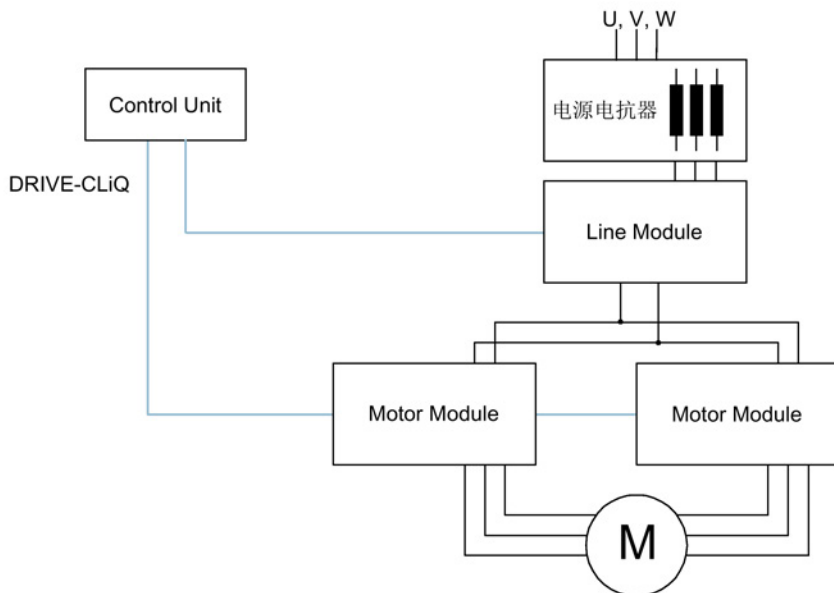 U, V, W
Control Unit
电源电抗器
DRIVE-CLiQ
Line Module
Motor Module
Motor Module
M